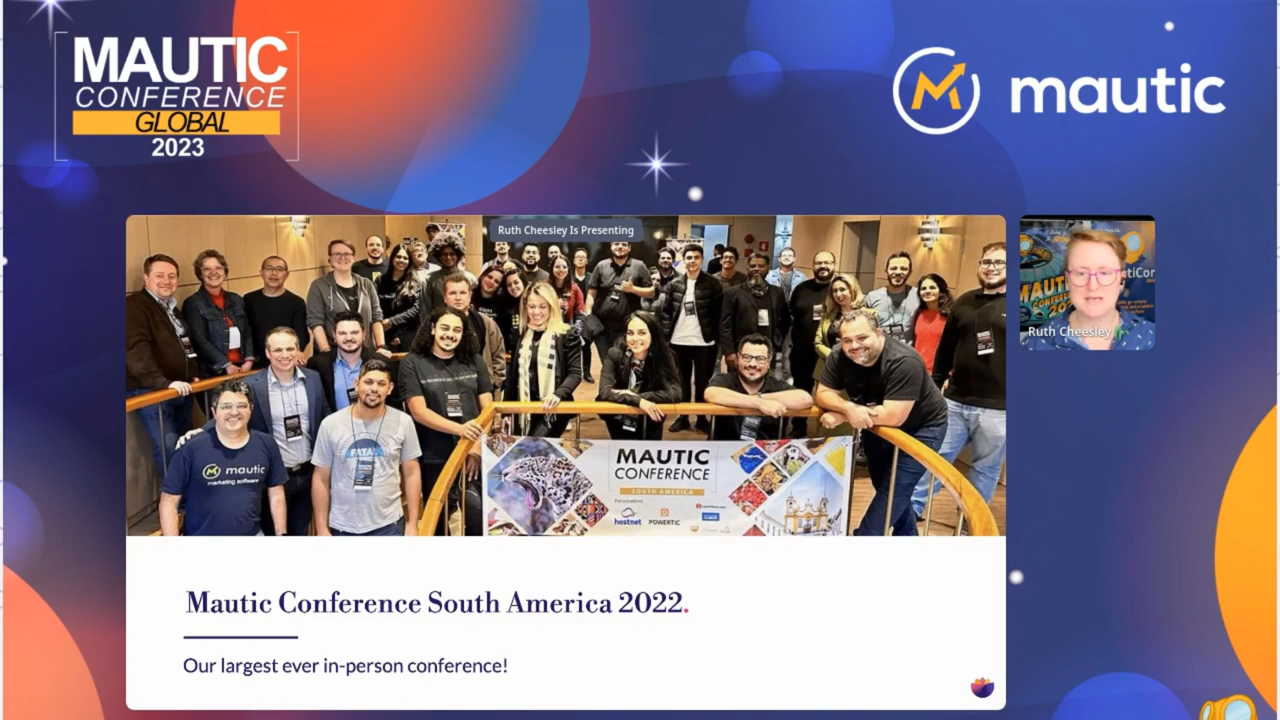 MAUTIC
CONFERENCE
GLOBAL
2023
mautic
Ruth Cheesley Is Presenting
Ruth Cheesley
mautic
marketing software
FATAL
MAUTIC
CONFERENCE
SOUTH AMERICA
hostnet
POWERTIC
Mautic Conference South America 2022.
Our largest ever in-person conference!